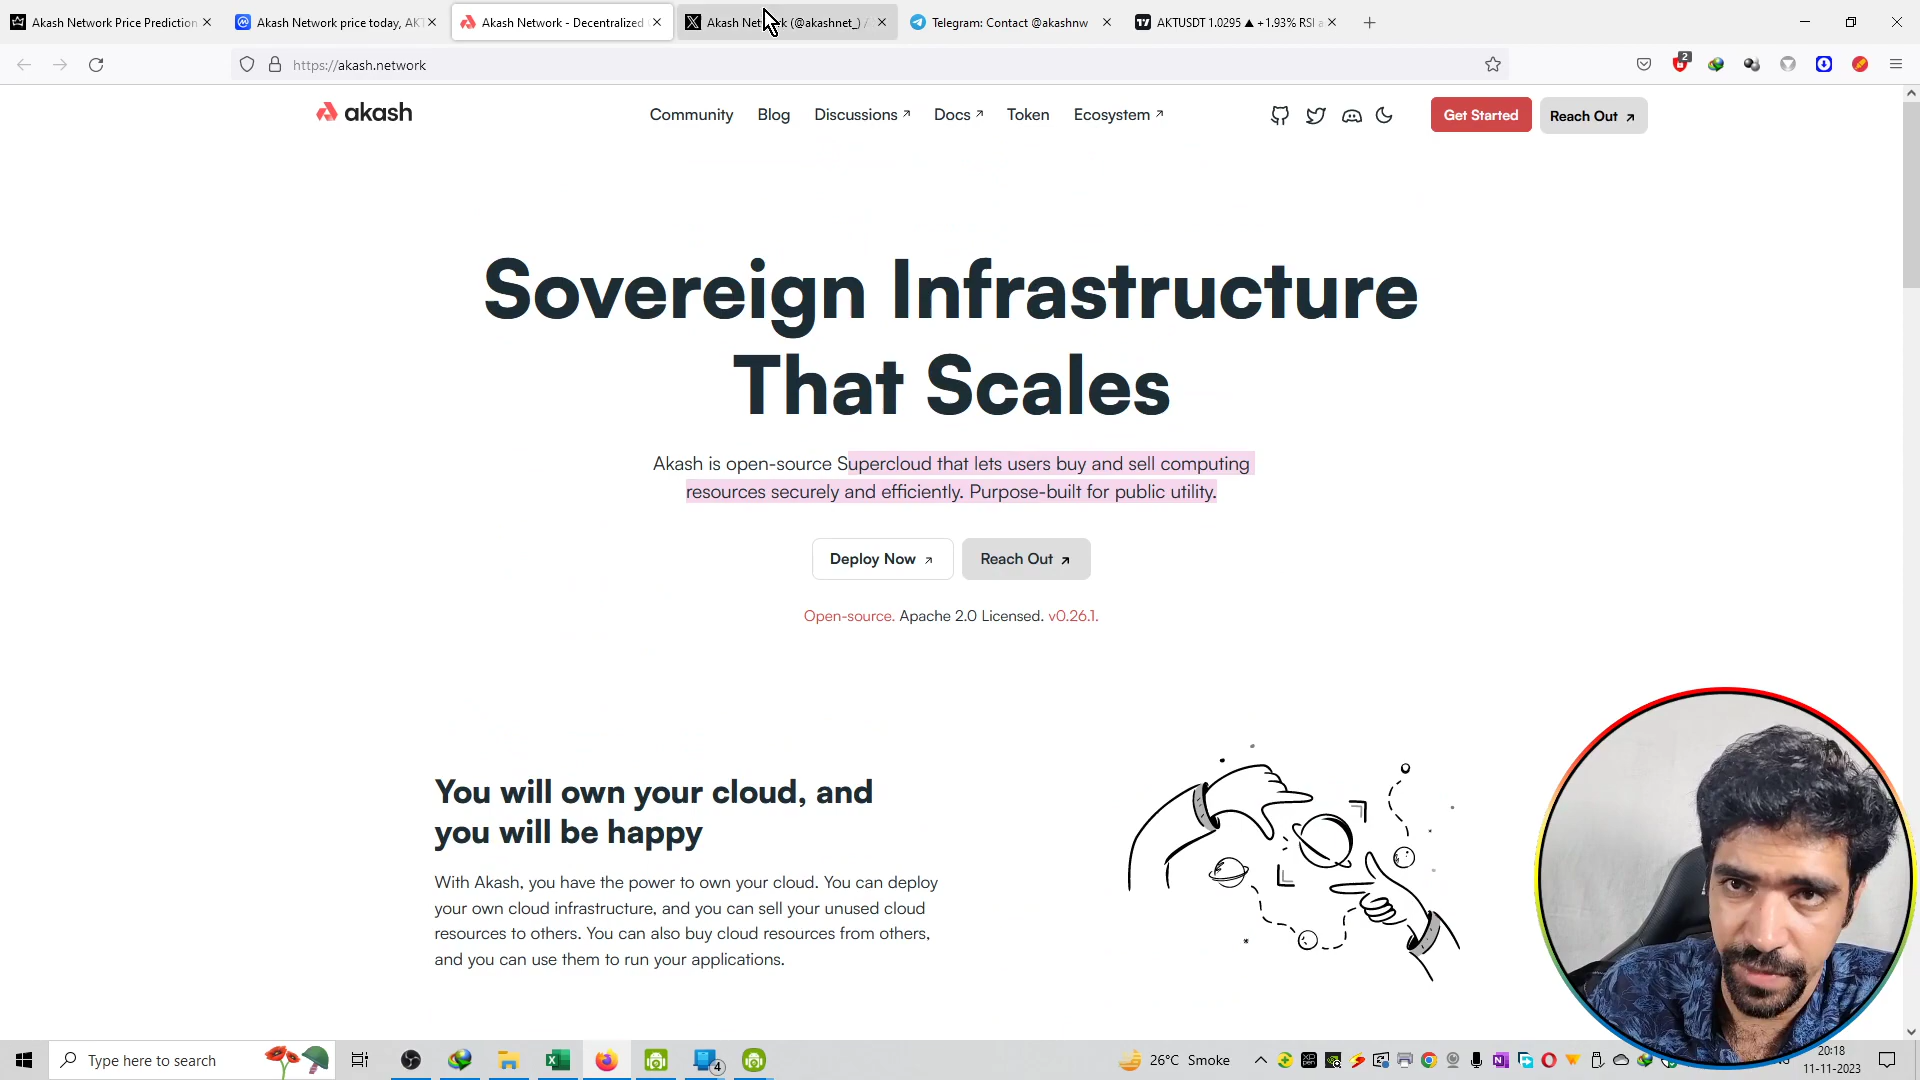 Akash Network Price Prediction
Akash Network price today, AKT
Akash Network - Decentralized
Akash Network (@akashnet_) /
Telegram: Contact @akashnw
AKTUSDT 1.0295 ▲ +1.93% RSI a
https://akash.network
2
akash
Community
Blog
Discussions
Docs
Token
Ecosystem
Get Started
Reach Out
Sovereign Infrastructure
That Scales
Akash is open-source Supercloud that lets users buy and sell computing
resources securely and efficiently. Purpose-built for public utility.
Deploy Now
Reach Out
Open-source. Apache 2.0 Licensed. v0.26.1.
You will own your cloud, and
you will be happy
With Akash, you have the power to own your cloud. You can deploy
your own cloud infrastructure, and you can sell your unused cloud
resources to others. You can also buy cloud resources from others,
and you can use them to run your applications.
Type here to search
4
26°C Smoke
20:18
11-11-2023